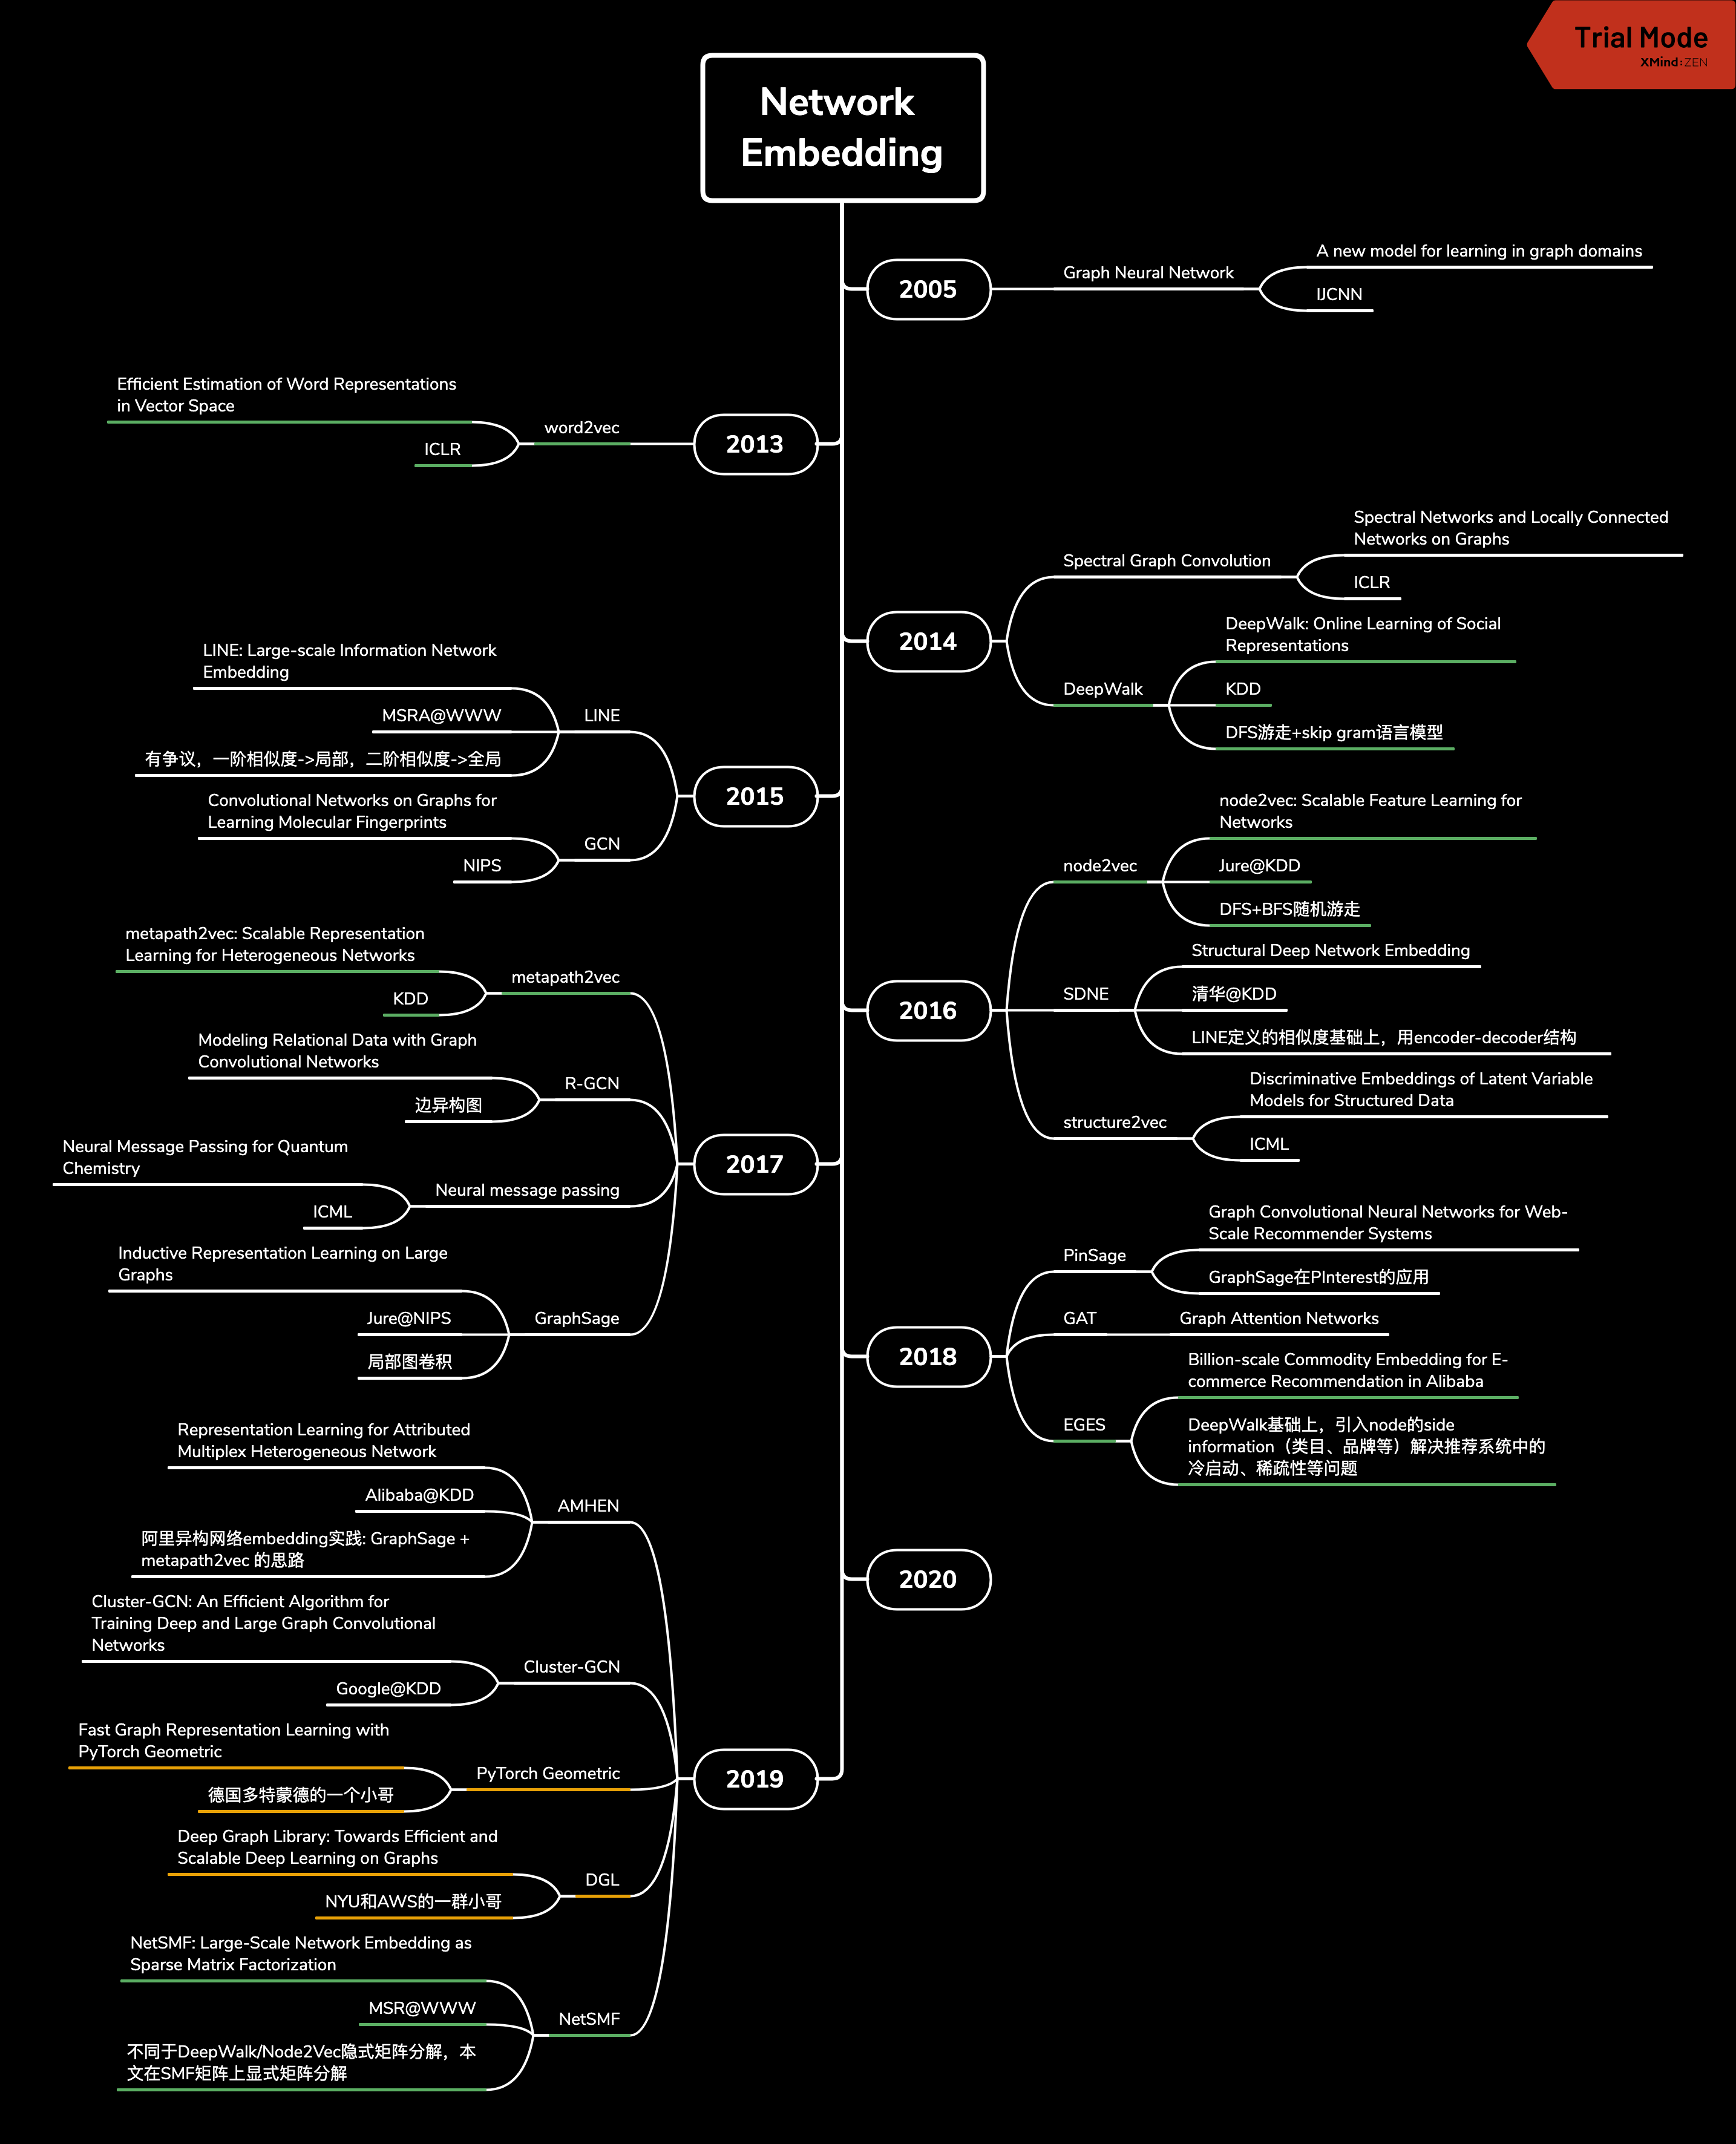 Trial Mode
XMind:ZEN
Network
Embedding
2005
Graph Neural Network
A new model for learning in graph domains
IJCNN
2013
word2vec
Efficient Estimation of Word Representations
in Vector Space
ICLR
2014
Spectral Graph Convolution
Spectral Networks and Locally Connected
Networks on Graphs
ICLR
DeepWalk
DeepWalk: Online Learning of Social
Representations
KDD
DFS游走+skip gram语言模型
2015
LINE
LINE: Large-scale Information Network
Embedding
MSRA@WWW
有争议，一阶相似度->局部，二阶相似度->全局
GCN
Convolutional Networks on Graphs for
Learning Molecular Fingerprints
NIPS
2016
node2vec
node2vec: Scalable Feature Learning for
Networks
Jure@KDD
DFS+BFS随机游走
SDNE
Structural Deep Network Embedding
清华@KDD
LINE定义的相似度基础上，用encoder-decoder结构
structure2vec
Discriminative Embeddings of Latent Variable
Models for Structured Data
ICML
2017
metapath2vec
metapath2vec: Scalable Representation
Learning for Heterogeneous Networks
KDD
R-GCN
Modeling Relational Data with Graph
Convolutional Networks
边异构图
Neural message passing
Neural Message Passing for Quantum
Chemistry
ICML
GraphSage
Inductive Representation Learning on Large
Graphs
Jure@NIPS
局部图卷积
2018
PinSage
Graph Convolutional Neural Networks for Web-
Scale Recommender Systems
GraphSage在PInterest的应用
GAT
Graph Attention Networks
EGES
Billion-scale Commodity Embedding for E-
commerce Recommendation in Alibaba
DeepWalk基础上，引入node的side
information（类目、品牌等）解决推荐系统中的
冷启动、稀疏性等问题
2020
2019
AMHEN
Representation Learning for Attributed
Multiplex Heterogeneous Network
Alibaba@KDD
阿里异构网络embedding实践: GraphSage +
metapath2vec 的思路
Cluster-GCN
Cluster-GCN: An Efficient Algorithm for
Training Deep and Large Graph Convolutional
Networks
Google@KDD
PyTorch Geometric
Fast Graph Representation Learning with
PyTorch Geometric
德国多特蒙德的一个小哥
DGL
Deep Graph Library: Towards Efficient and
Scalable Deep Learning on Graphs
NYU和AWS的一群小哥
NetSMF
NetSMF: Large-Scale Network Embedding as
Sparse Matrix Factorization
MSR@WWW
不同于DeepWalk/Node2Vec隐式矩阵分解，本
文在SMF矩阵上显式矩阵分解